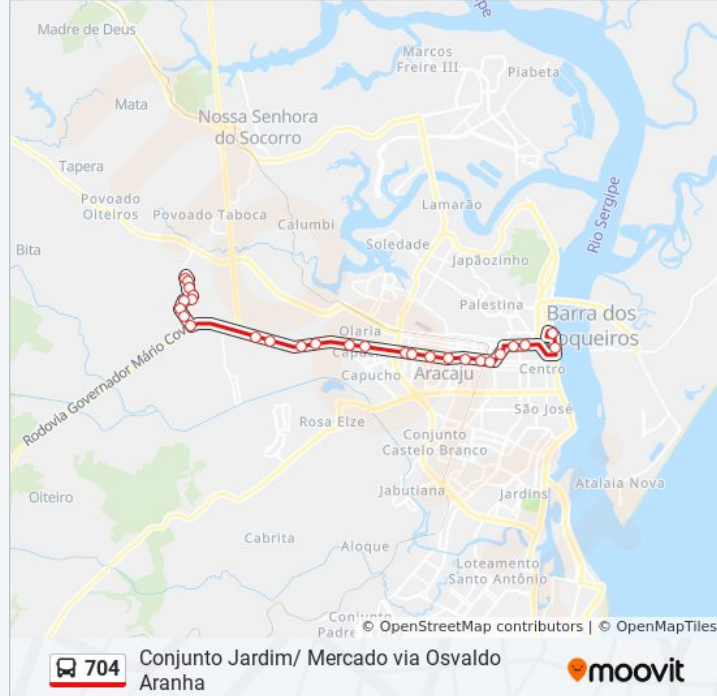 Madre de Deus
Marcos
Freire III
Piabeta
Mata
Nossa Senhora
do Socorro
Tapera
Rio Sergipe
Povoado
Oiteiros
Povoado Taboca
Lamarão
Calumbi
Bita
Soledade
Japãozinho
Palestina
Barra dos
oqueiros
Olaria
Capuc
Capucho
Aracaju
Centro
Rodovia Governador Mário Cov
São José
Rosa Elze
Conjunto
Castelo Branco
Oiteiro
Jabutiana
Jardins
Atalaia Nova
Cabrita
Aloque
Loteamento
Santo Antônio
Conjunto
Padre
© OpenStreetMap contributors | © OpenMapTiles
704
Conjunto Jardim/ Mercado via Osvaldo
Aranha
moovit